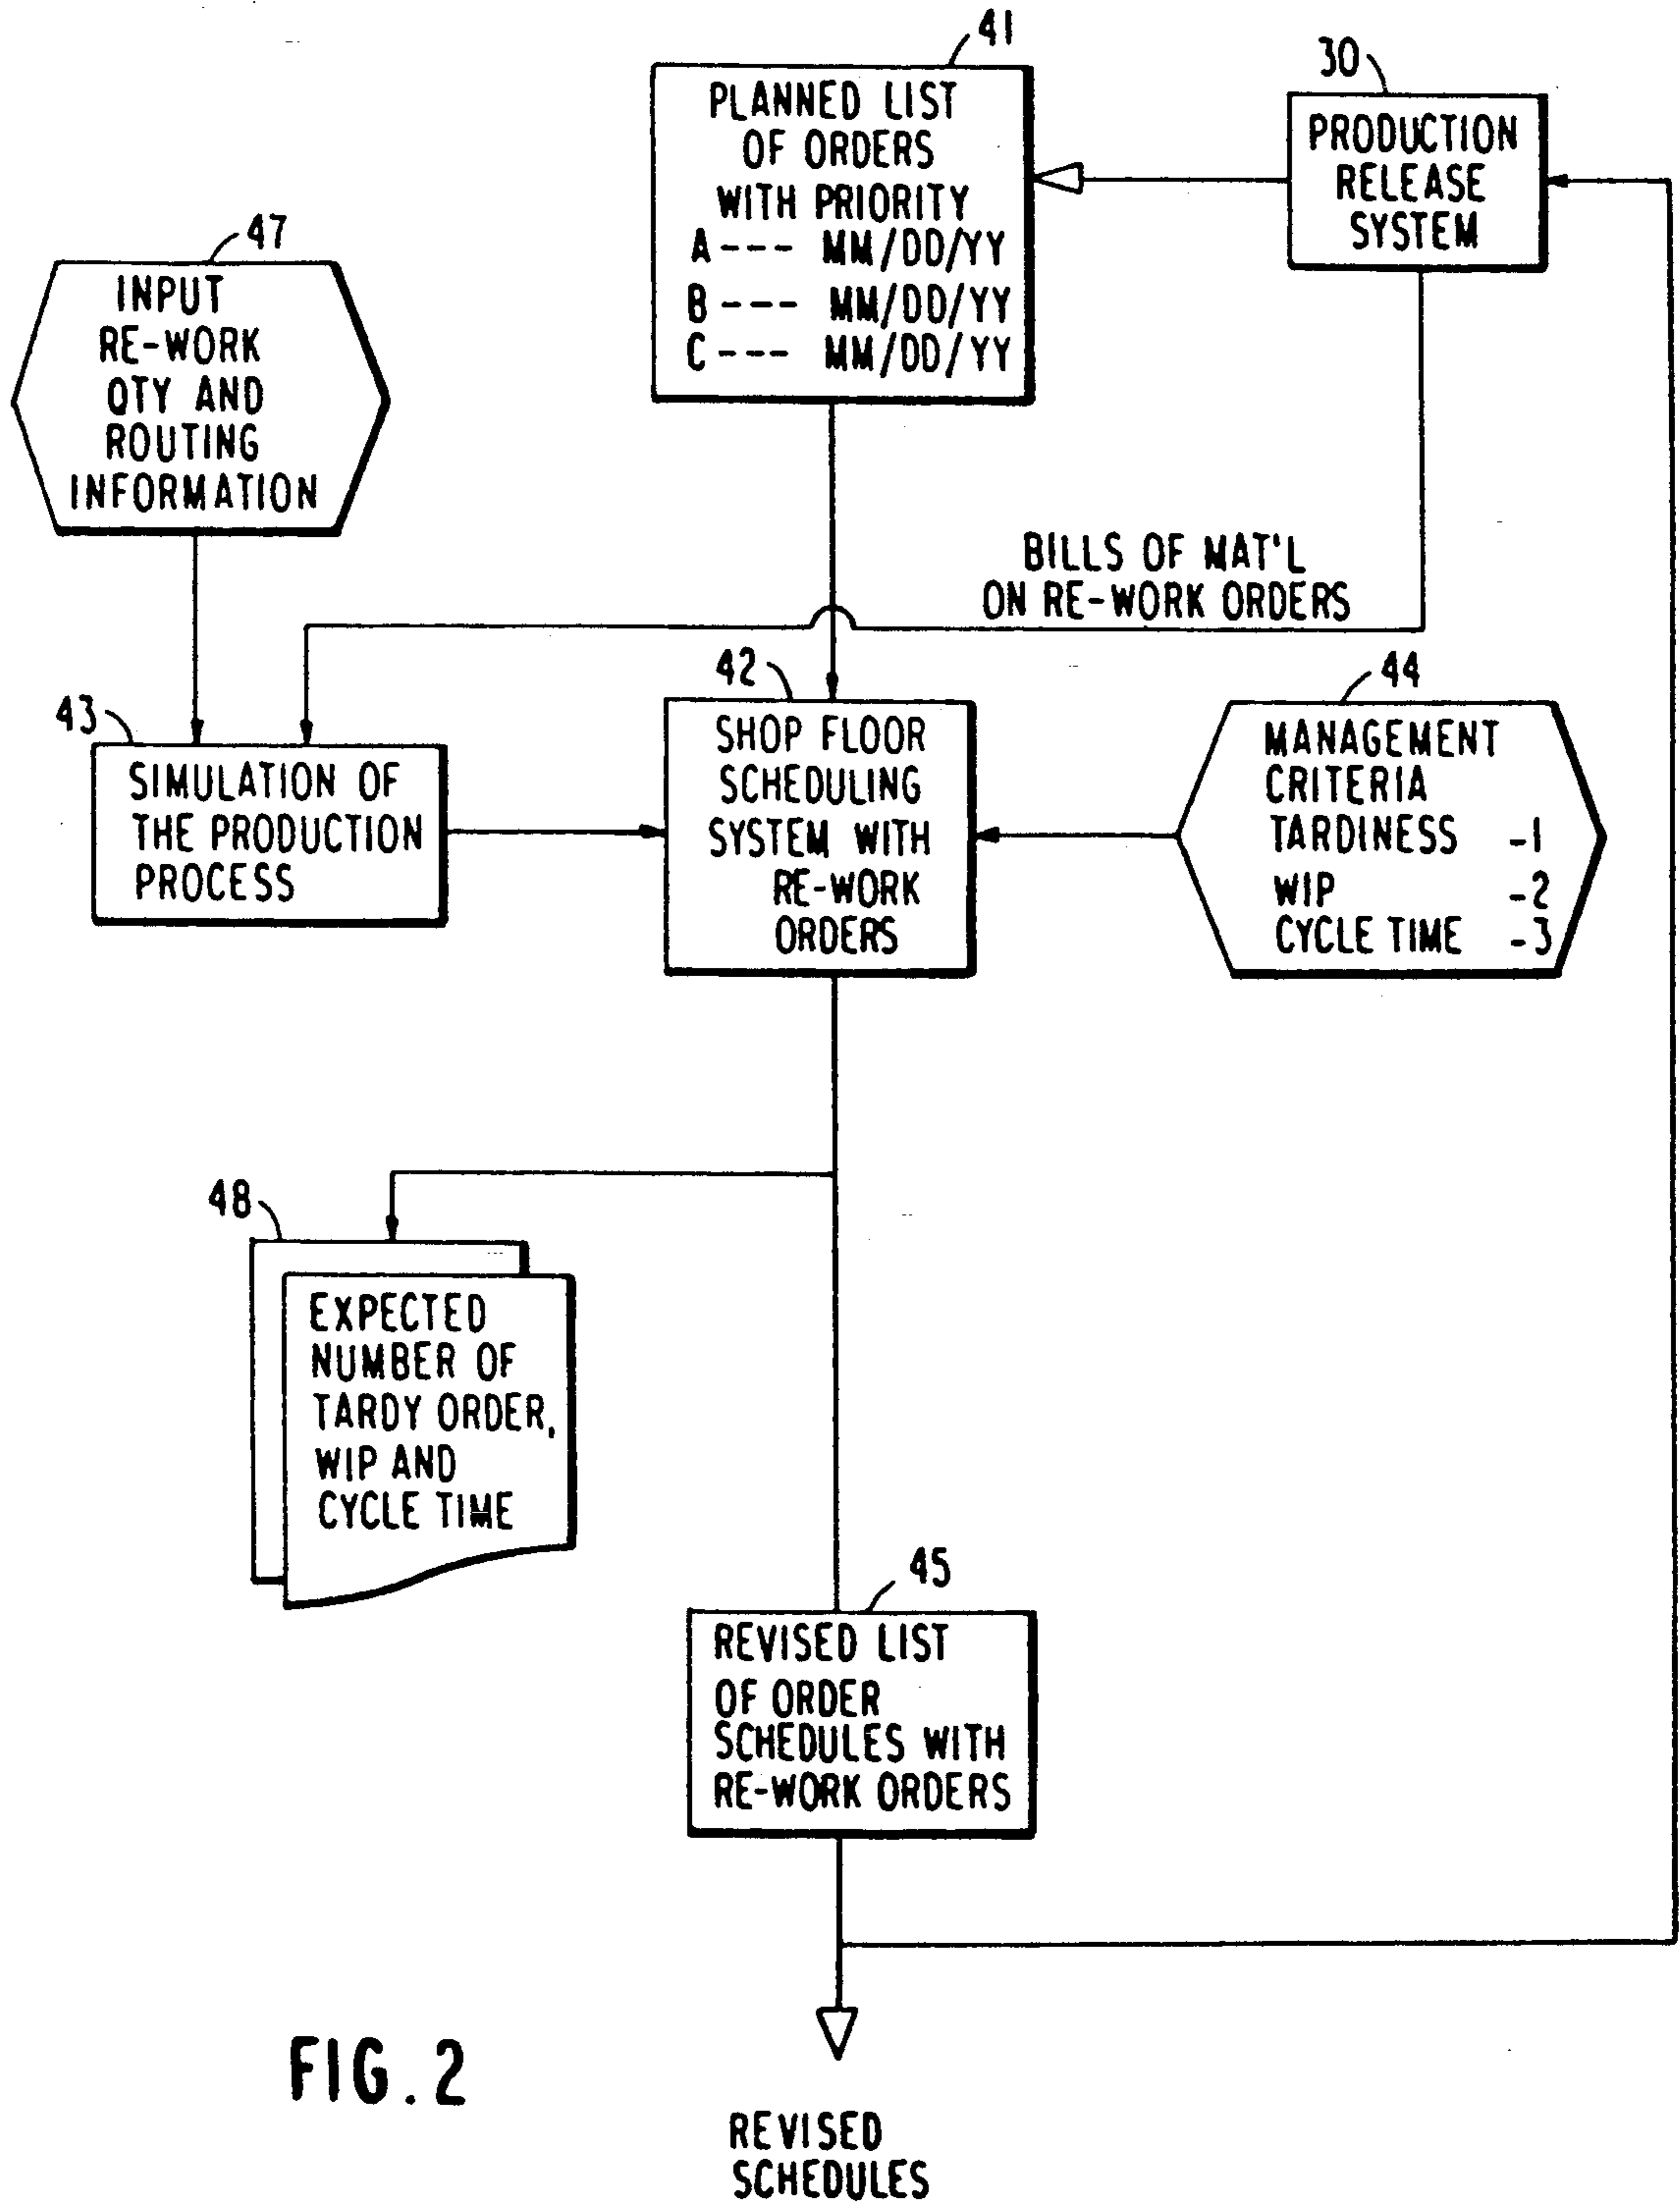 41
PLANNED LIST
OF ORDERS
WITH PRIORITY
A --- MM/DD/YY
B ---- MM/DD/YY
C --- MM/DD/YY
30
PRODUCTION
RELEASE
SYSTEM
47
INPUT
RE-WORK
QTY AND
ROUTING
INFORMATION
BILLS OF MAT'L
ON RE-WORK ORDERS
43
SIMULATION OF
THE PRODUCTION
PROCESS
42
SHOP FLOOR
SCHEDULING
SYSTEM WITH
RE-WORK
ORDERS
44
MANAGEMENT
CRITERIA
TARDINESS -1
WIP -2
CYCLE TIME -3
48
EXPECTED
NUMBER OF
TARDY ORDER,
WIP AND
CYCLE TIME
45
REVISED LIST
OF ORDER
SCHEDULES WITH
RE-WORK ORDERS
FIG. 2
REVISED
SCHEDULES